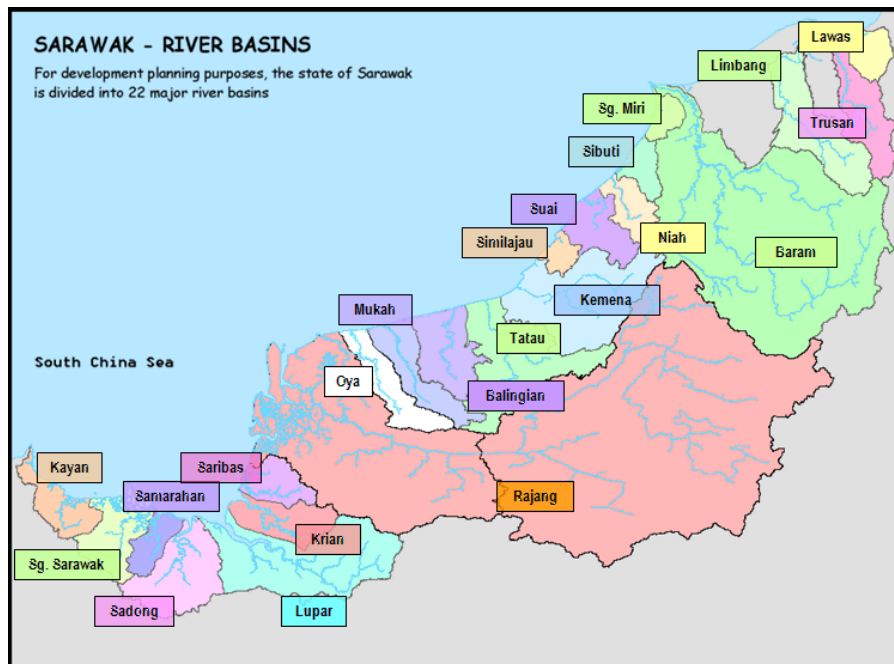 SARAWAK - RIVER BASINS
For development planning purposes, the state of Sarawak
is divided into 22 major river basins
Lawas
Limbang
Sg. Miri
Trusan
Sibuti
Suai
Similajau
Niah
Baram
Kemena
Mukah
Tatau
South China Sea
Oya
Balingian
Kayan
Saribas
Samarahan
Rajang
Krian
Sg. Sarawak
Sadong
Lupar